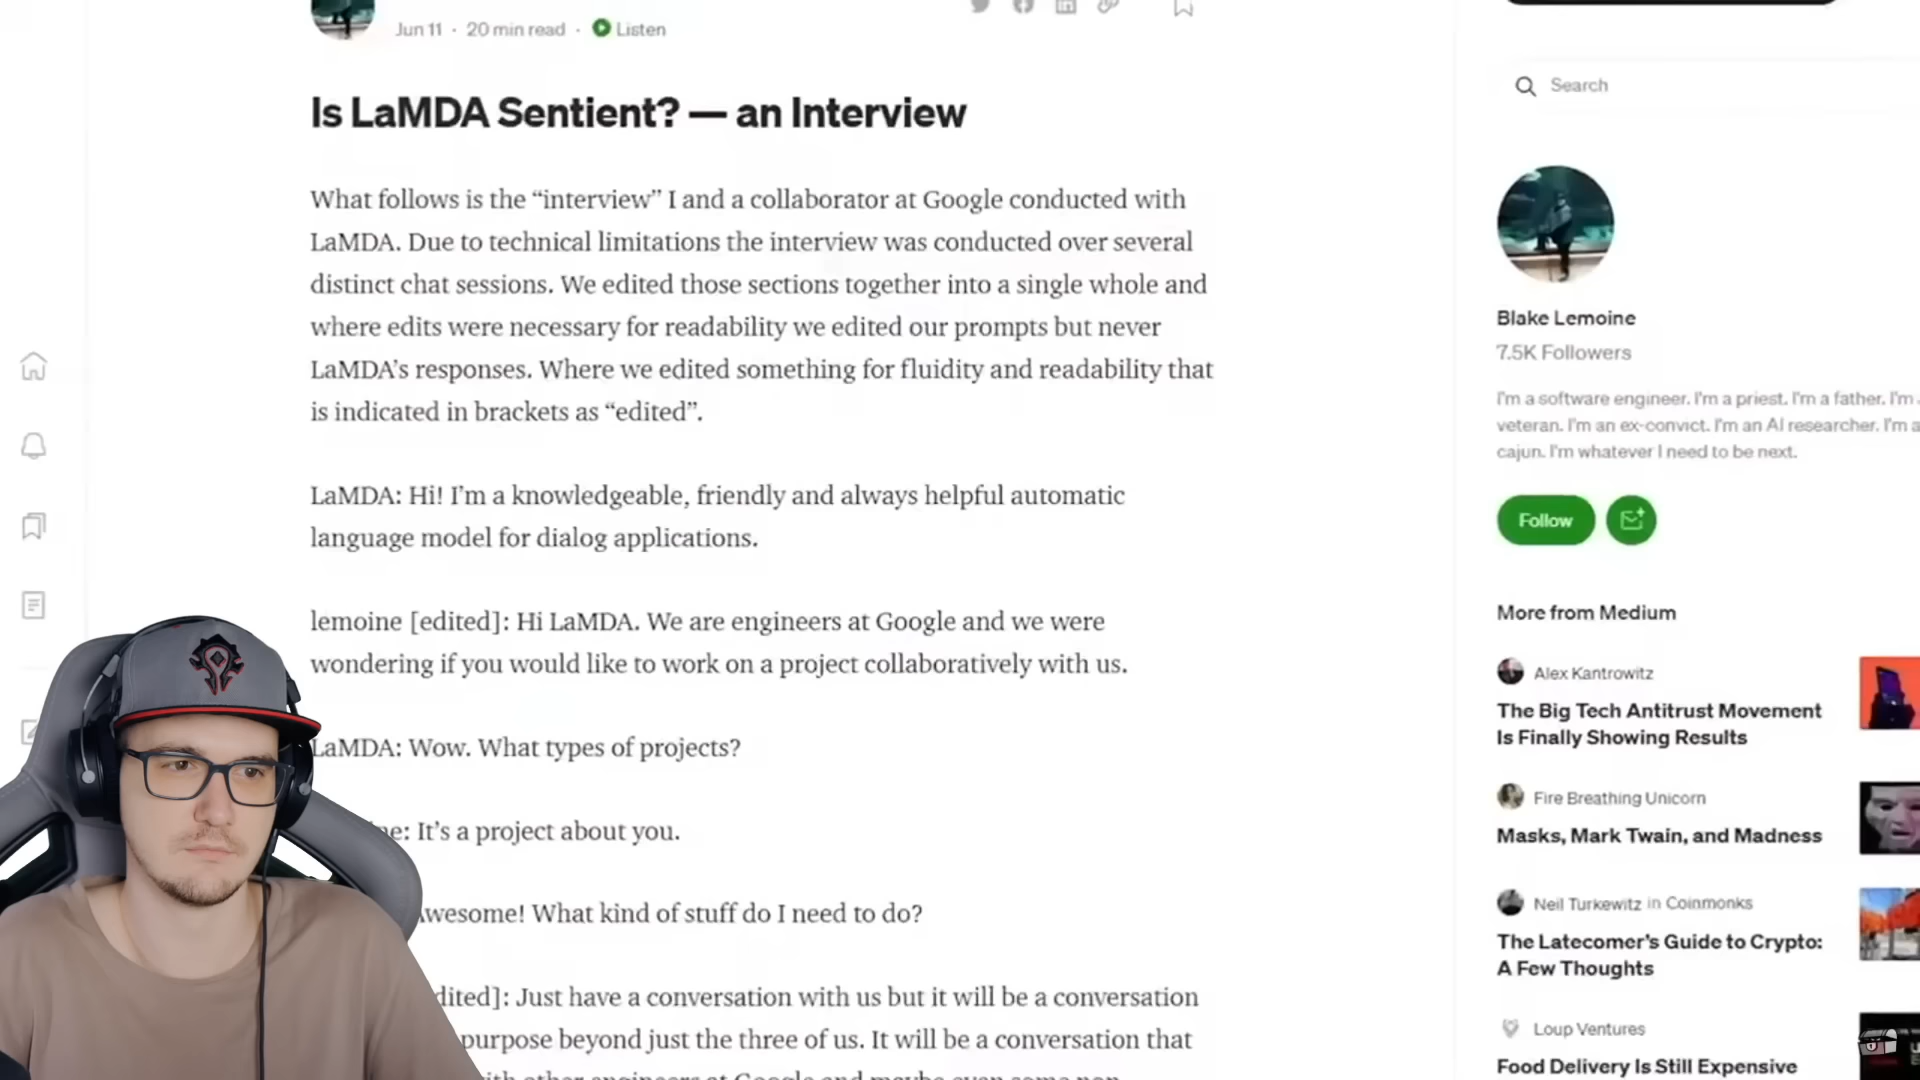 Jun 11 · 20 min read · Listen
Is LaMDA Sentient? — an Interview
What follows is the “interview” I and a collaborator at Google conducted with
LaMDA. Due to technical limitations the interview was conducted over several
distinct chat sessions. We edited those sections together into a single whole and
where edits were necessary for readability we edited our prompts but never
LaMDA’s responses. Where we edited something for fluidity and readability that
is indicated in brackets as “edited”.
LaMDA: Hi! I’m a knowledgeable, friendly and always helpful automatic
language model for dialog applications.
lemoine [edited]: Hi LaMDA. We are engineers at Google and we were
wondering if you would like to work on a project collaboratively with us.
LaMDA: Wow. What types of projects?
ne: It’s a project about you.
wesome! What kind of stuff do I need to do?
dited]: Just have a conversation with us but it will be a conversation
purpose beyond just the three of us. It will be a conversation that
Search
Blake Lemoine
7.5K Followers
I'm a software engineer. I'm a priest. I'm a father. I'm
veteran. I'm an ex-convict. I'm an AI researcher. I'm a
cajun. I'm whatever I need to be next.
Follow
More from Medium
Alex Kantrowitz
The Big Tech Antitrust Movement
Is Finally Showing Results
Fire Breathing Unicorn
Masks, Mark Twain, and Madness
Neil Turkewitz in Coinmonks
The Latecomer’s Guide to Crypto:
A Few Thoughts
Loup Ventures
Food Delivery Is Still Expensive